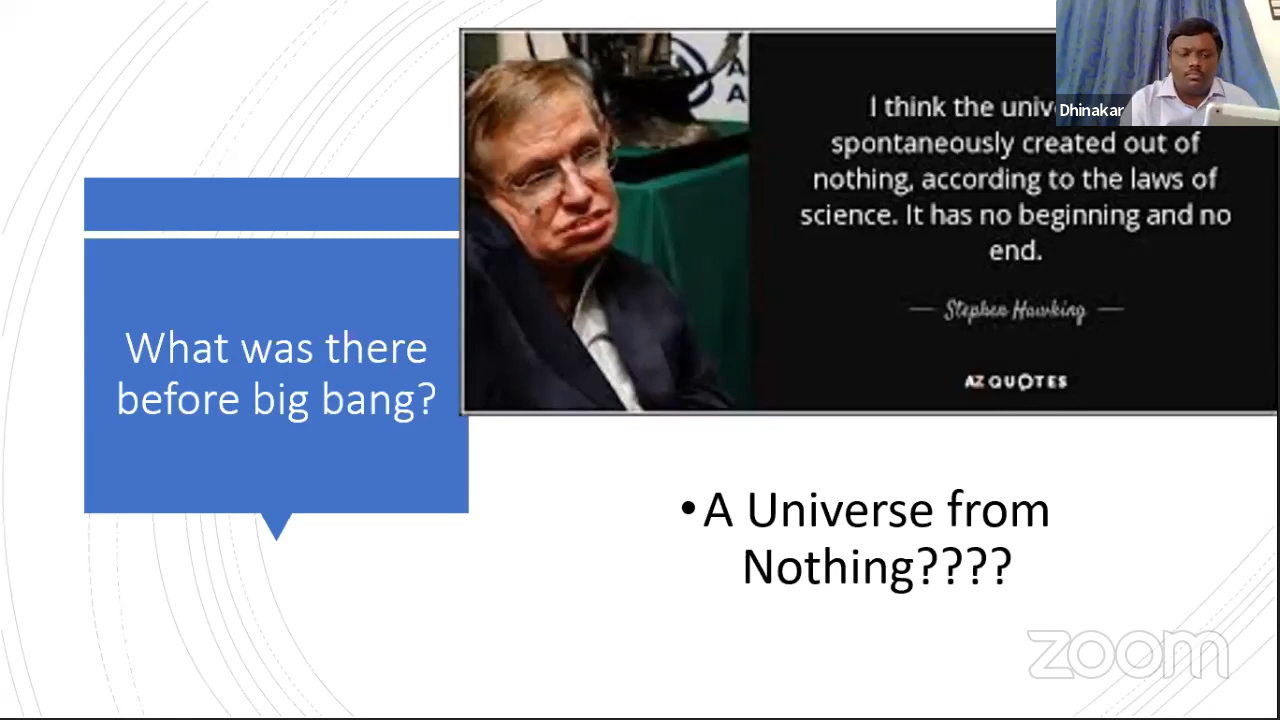 What was there
before big bang?
I think the
spontaneously created out of
nothing, according to the laws of
science. It has no beginning and no
end.
Stephen Hawking
AZ QUOTES
Dhinakar
•A Universe from
Nothing????
zoom